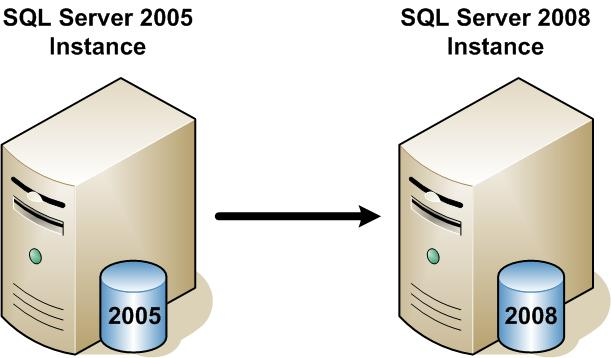 SQL Server 2005
Instance
SQL Server 2008
Instance
2005
2008